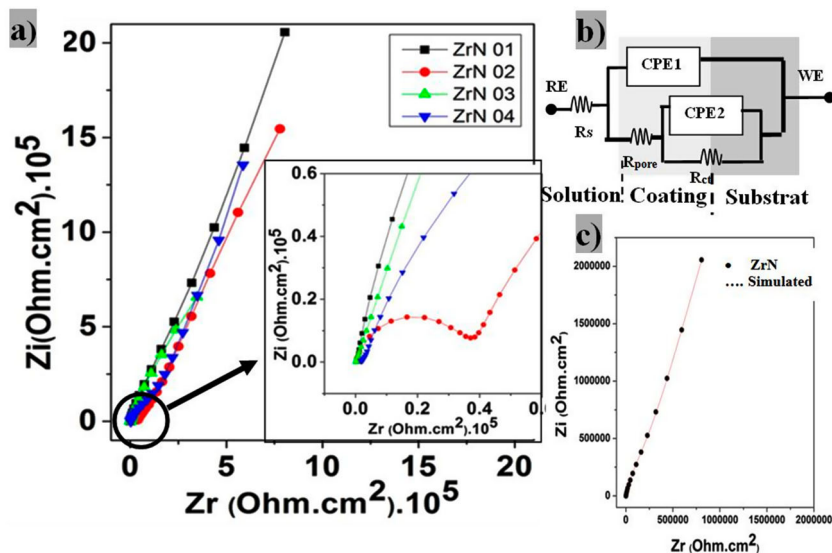 a)
20
15
10
5
0
Zi(Ohm.cm²).10⁵
0
5
10
15
20
Zr (Ohm.cm²).10⁵
ZrN 01
ZrN 02
ZrN 03
ZrN 04
0.6
0.4
0.2
0.0
Zi (Ohm.cm²).10⁵
0.0
0.2
0.4
Zr (Ohm.cm²).10⁵
b)
RE
Rs
CPE1
CPE2
WE
Rpore
Rct
Solution
Coating
Substrat
c)
ZrN
Simulated
2000000
1500000
1000000
500000
0
Zi (Ohm.cm²)
0
500000
1000000
1500000
2000000
Zr (Ohm.cm²)